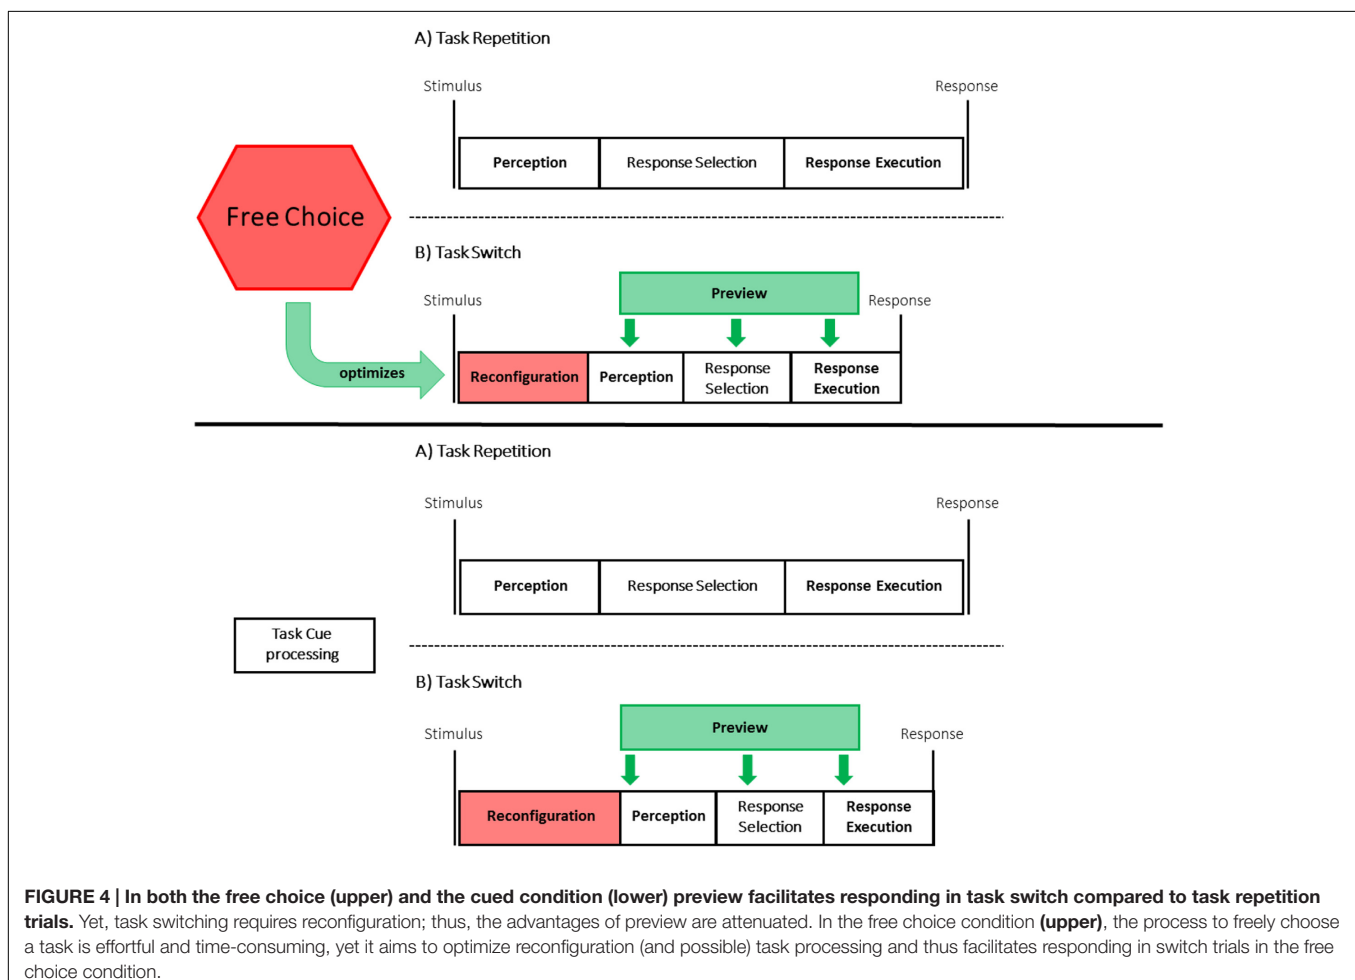 A) Task Repetition
Stimulus
Response
Perception
Response Selection
Response Execution
Free Choice
B) Task Switch
Preview
Stimulus
Response
optimizes
Reconfiguration
Perception
Response
Selection
Response
Execution
A) Task Repetition
Stimulus
Response
Perception
Response Selection
Response Execution
Task Cue
processing
B) Task Switch
Preview
Stimulus
Response
Reconfiguration
Perception
Response
Selection
Response
Execution
FIGURE 4 | In both the free choice (upper) and the cued condition (lower) preview facilitates responding in task switch compared to task repetition
trials. Yet, task switching requires reconfiguration; thus, the advantages of preview are attenuated. In the free choice condition (upper), the process to freely choose
a task is effortful and time-consuming, yet it aims to optimize reconfiguration (and possible) task processing and thus facilitates responding in switch trials in the free
choice condition.